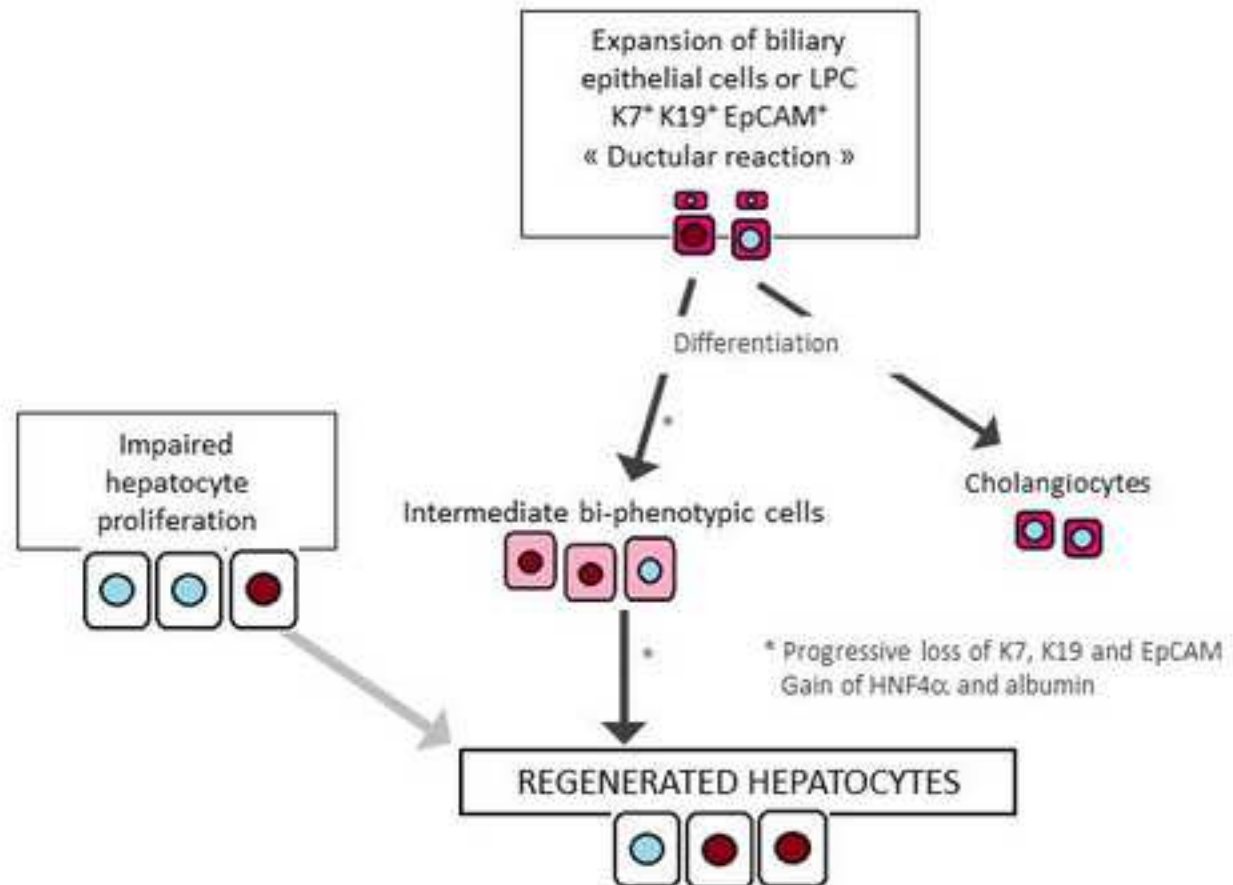 Expansion of biliary
epithelial cells or LPC
K7⁺ K19⁺ EpCAM⁺
« Ductular reaction »
Differentiation
*
Impaired
hepatocyte
proliferation
Intermediate bi-phenotypic cells
Cholangiocytes
*
* Progressive loss of K7, K19 and EpCAM
Gain of HNF4α and albumin
REGENERATED HEPATOCYTES